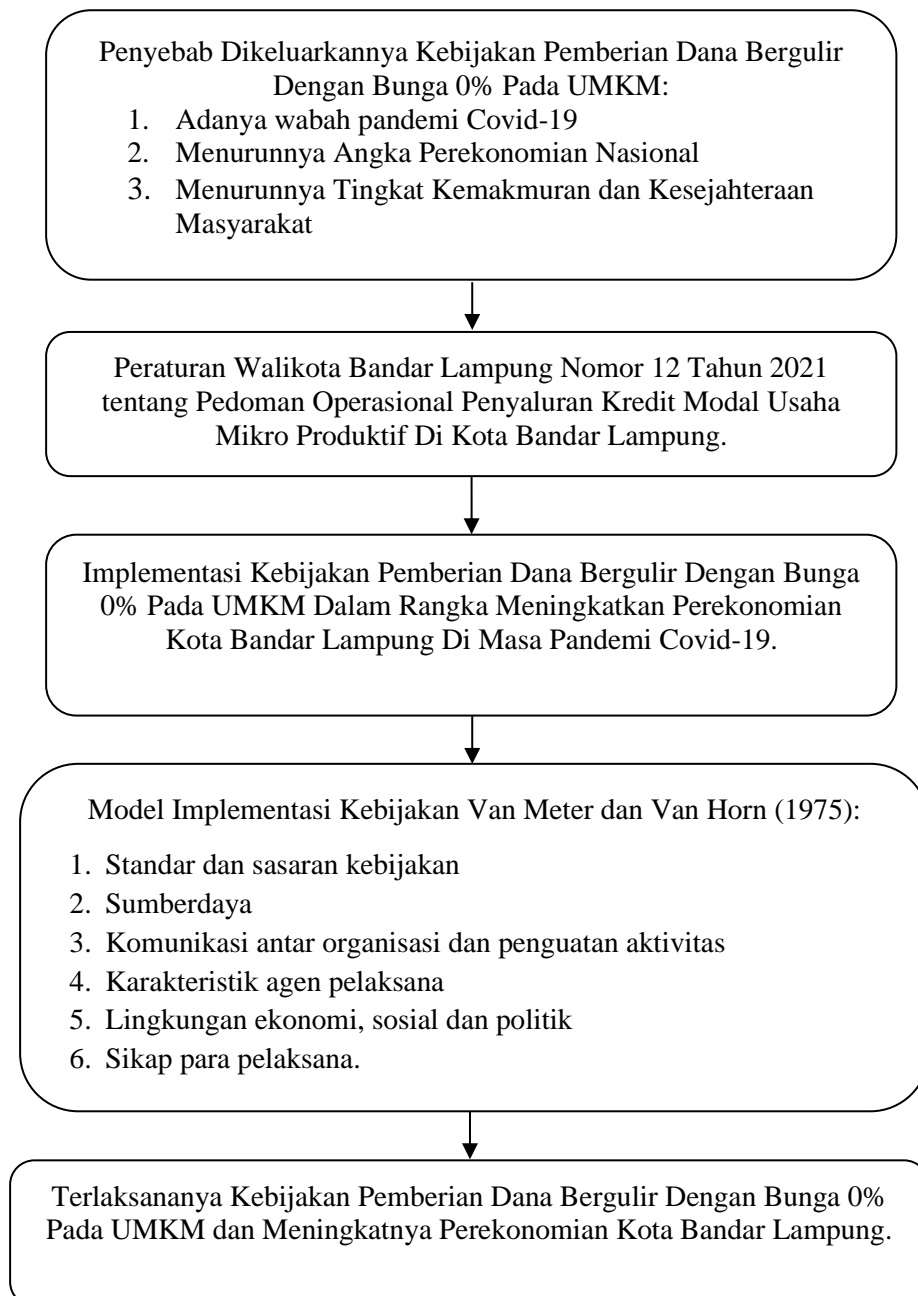 Penyebab Dikeluarkannya Kebijakan Pemberian Dana Bergulir
Dengan Bunga 0% Pada UMKM:
1. Adanya wabah pandemi Covid-19
2. Menurunnya Angka Perekonomian Nasional
3. Menurunnya Tingkat Kemakmuran dan Kesejahteraan
Masyarakat
Peraturan Walikota Bandar Lampung Nomor 12 Tahun 2021
tentang Pedoman Operasional Penyaluran Kredit Modal Usaha
Mikro Produktif Di Kota Bandar Lampung.
Implementasi Kebijakan Pemberian Dana Bergulir Dengan Bunga
0% Pada UMKM Dalam Rangka Meningkatkan Perekonomian
Kota Bandar Lampung Di Masa Pandemi Covid-19.
Model Implementasi Kebijakan Van Meter dan Van Horn (1975):
1. Standar dan sasaran kebijakan
2. Sumberdaya
3. Komunikasi antar organisasi dan penguatan aktivitas
4. Karakteristik agen pelaksana
5. Lingkungan ekonomi, sosial dan politik
6. Sikap para pelaksana.
Terlaksananya Kebijakan Pemberian Dana Bergulir Dengan Bunga 0%
Pada UMKM dan Meningkatnya Perekonomian Kota Bandar Lampung.